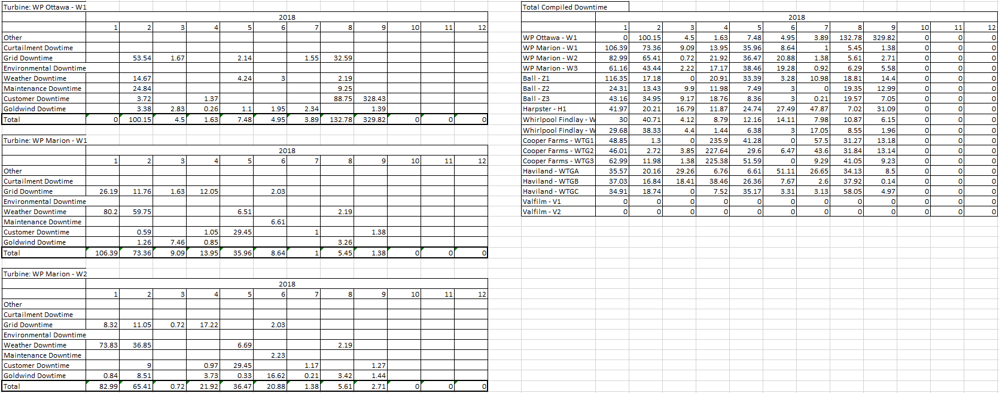 Turbine: WP Ottawa - W1
2018
1 2 3 4 5 6 7 8 9 10 11 12
Other
Curtailment Dowtime
Grid Downtime 53.54 1.67 2.14 1.55 32.59
Environmental Downtime
Weather Downtime 14.67 4.24 3 2.19
Maintenance Downtime 24.84 9.25
Customer Downtime 3.72 1.37 88.75 328.43
Goldwind Dowtime 3.38 2.83 0.26 1.1 1.95 2.34 1.39
Total 0 100.15 4.5 1.63 7.48 4.95 3.89 132.78 329.82 0 0 0
Turbine: WP Marion - W1
2018
1 2 3 4 5 6 7 8 9 10 11 12
Other
Curtailment Dowtime
Grid Downtime 26.19 11.76 1.63 12.05 2.03
Environmental Downtime
Weather Downtime 80.2 59.75 6.51 2.19
Maintenance Downtime 6.61
Customer Downtime 0.59 1.05 29.45 1 1.38
Goldwind Dowtime 1.26 7.46 0.85 3.26
Total 106.39 73.36 9.09 13.95 35.96 8.64 1 5.45 1.38 0 0 0
Turbine: WP Marion - W2
2018
1 2 3 4 5 6 7 8 9 10 11 12
Other
Curtailment Dowtime
Grid Downtime 8.32 11.05 0.72 17.22 2.03
Environmental Downtime
Weather Downtime 73.83 36.85 6.69 2.19
Maintenance Downtime 2.23
Customer Downtime 9 0.97 29.45 1.17 1.27
Goldwind Dowtime 0.84 8.51 3.73 0.33 16.62 0.21 3.42 1.44
Total 82.99 65.41 0.72 21.92 36.47 20.88 1.38 5.61 2.71 0 0 0
Total Compiled Downtime
2018
1 2 3 4 5 6 7 8 9 10 11 12
WP Ottawa - W1 0 100.15 4.5 1.63 7.48 4.95 3.89 132.78 329.82 0 0 0
WP Marion - W1 106.39 73.36 9.09 13.95 35.96 8.64 1 5.45 1.38 0 0 0
WP Marion - W2 82.99 65.41 0.72 21.92 36.47 20.88 1.38 5.61 2.71 0 0 0
WP Marion - W3 61.16 43.44 2.22 17.17 38.46 19.28 0.92 6.29 5.58 0 0 0
Ball - Z1 116.35 17.18 0 20.91 33.39 3.28 10.98 18.81 14.4 0 0 0
Ball - Z2 24.31 13.43 9.9 11.98 7.49 3 0 19.35 12.99 0 0 0
Ball - Z3 43.16 34.95 9.17 18.76 8.36 3 0.21 19.57 7.05 0 0 0
Harpster - H1 41.97 20.21 16.79 11.87 24.74 27.49 47.87 7.02 31.09 0 0 0
Whirlpool Findlay - W 30 40.71 4.12 8.79 12.16 14.11 7.98 10.87 6.15 0 0 0
Whirlpool Findlay - W 29.68 38.33 4.4 1.44 6.38 3 17.05 8.55 1.96 0 0 0
Cooper Farms - WTG1 48.85 1.3 0 235.9 41.28 0 57.5 31.27 13.18 0 0 0
Cooper Farms - WTG2 46.01 2.72 3.85 227.64 29.6 6.47 43.6 31.84 13.14 0 0 0
Cooper Farms - WTG3 62.99 11.98 1.38 225.38 51.59 0 9.29 41.05 9.23 0 0 0
Haviland - WTGA 35.57 20.16 29.26 6.76 6.61 51.11 26.65 34.13 8.5 0 0 0
Haviland - WTGB 37.03 16.84 18.41 38.46 26.36 7.67 2.6 37.92 0.14 0 0 0
Haviland - WTGC 34.91 18.74 0 7.52 35.17 3.31 3.13 58.05 4.97 0 0 0
Valfilm - V1 0 0 0 0 0 0 0 0 0 0 0 0
Valfilm - V2 0 0 0 0 0 0 0 0 0 0 0 0